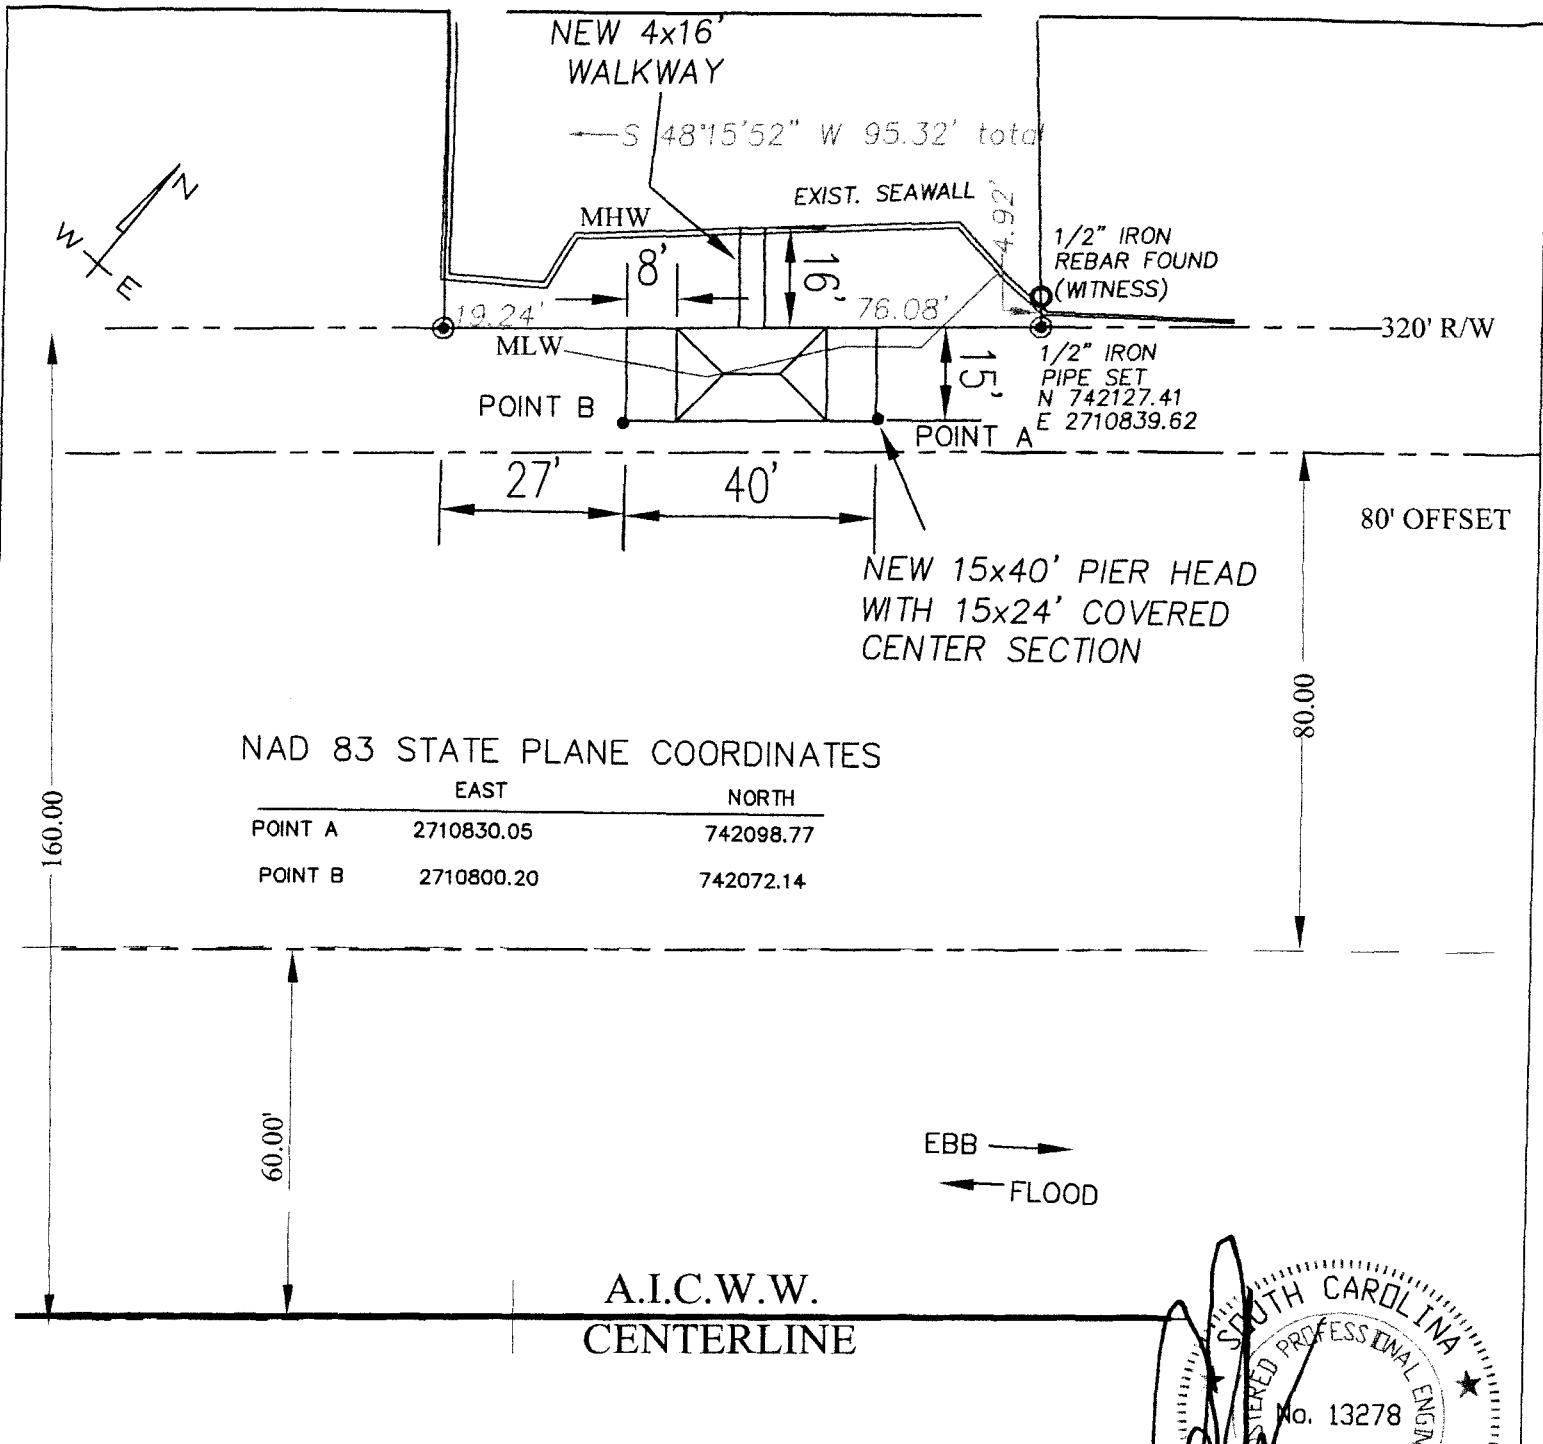 NEW 4x16'
WALKWAY
S 48°15'52" W 95.32' total
N
W
E
EXIST. SEAWALL
MHW
4.92'
1/2" IRON
REBAR FOUND
(WITNESS)
8'
16'
19.24'
76.08'
320' R/W
MLW
15'
1/2" IRON
PIPE SET
N 742127.41
E 2710839.62
POINT B
POINT A
27'
40'
80' OFFSET
NEW 15x40' PIER HEAD
WITH 15x24' COVERED
CENTER SECTION
80.00
160.00
NAD 83 STATE PLANE COORDINATES
EAST NORTH
POINT A 2710830.05 742098.77
POINT B 2710800.20 742072.14
60.00'
EBB
FLOOD
A.I.C.W.W.
CENTERLINE
SOUTH CAROLINA
PROFESSIONAL
No. 13278